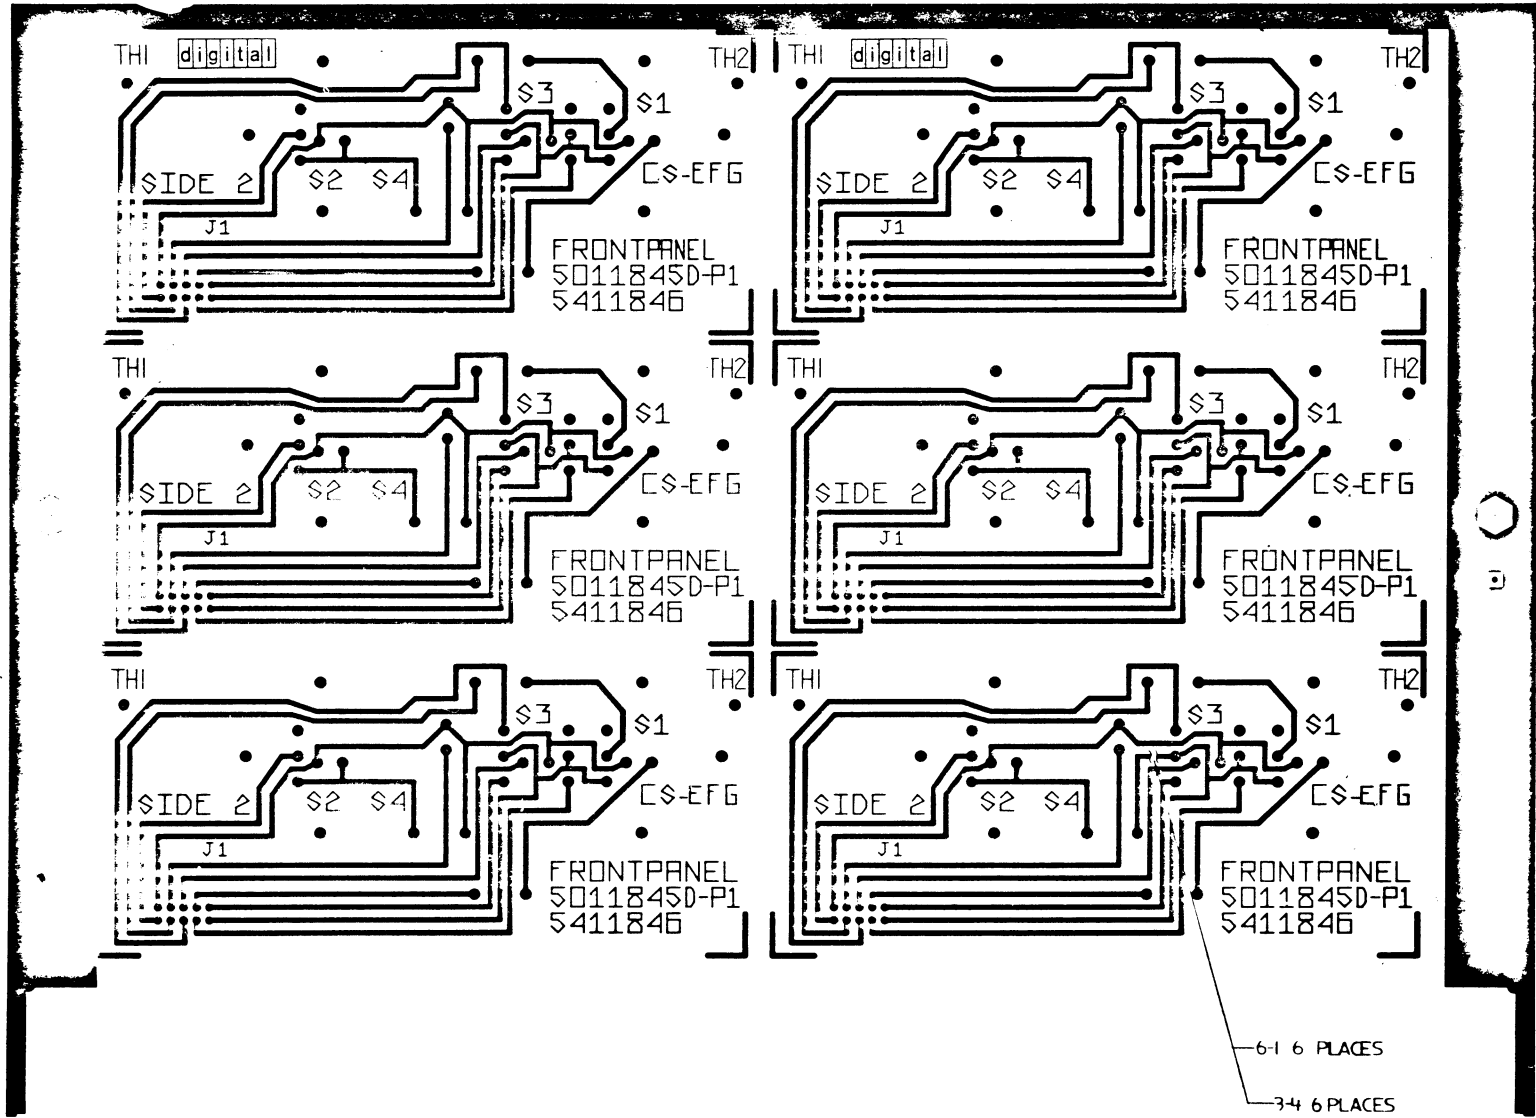 TH1 digital TH2
S3
S1
SIDE 2
S2 S4
CS-EFG
J1
FRONTPANEL
5011845D-P1
5411846
TH1 digital TH2
S3
S1
SIDE 2
S2 S4
CS-EFG
J1
FRONTPANEL
5011845D-P1
5411846
TH1 TH2
S3
S1
SIDE 2
S2 S4
CS-EFG
J1
FRONTPANEL
5011845D-P1
5411846
TH1 TH2
S3
S1
SIDE 2
S2 S4
CS-EFG
J1
FRONTPANEL
5011845D-P1
5411846
TH1 TH2
S3
S1
SIDE 2
S2 S4
CS-EFG
J1
FRONTPANEL
5011845D-P1
5411846
TH1 TH2
S3
S1
SIDE 2
S2 S4
CS-EFG
J1
FRONTPANEL
5011845D-P1
5411846
6-1 6 PLACES
3-4 6 PLACES